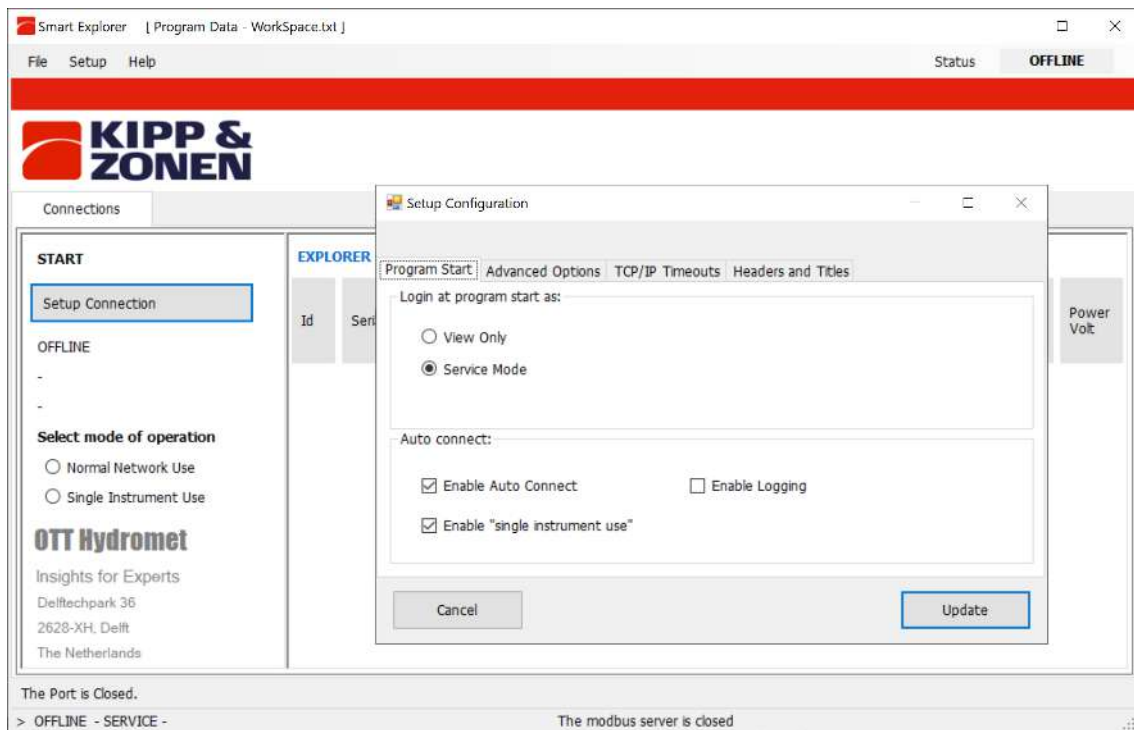 Smart Explorer [ Program Data - WorkSpace.txt ]
File Setup Help Status OFFLINE
KIPP &
ZONEN
Connections
START
Setup Connection
OFFLINE
-
-
Select mode of operation
Normal Network Use
Single Instrument Use
OTT Hydromet
Insights for Experts
Delftechpark 36
2628-XH, Delft
The Netherlands
EXPLORER
Id
Power
Volt
Setup Configuration
Program Start Advanced Options TCP/IP Timeouts Headers and Titles
Login at program start as:
View Only
Service Mode
Auto connect:
Enable Auto Connect Enable Logging
Enable "single instrument use"
Cancel Update
The Port is Closed.
> OFFLINE - SERVICE - The modbus server is closed